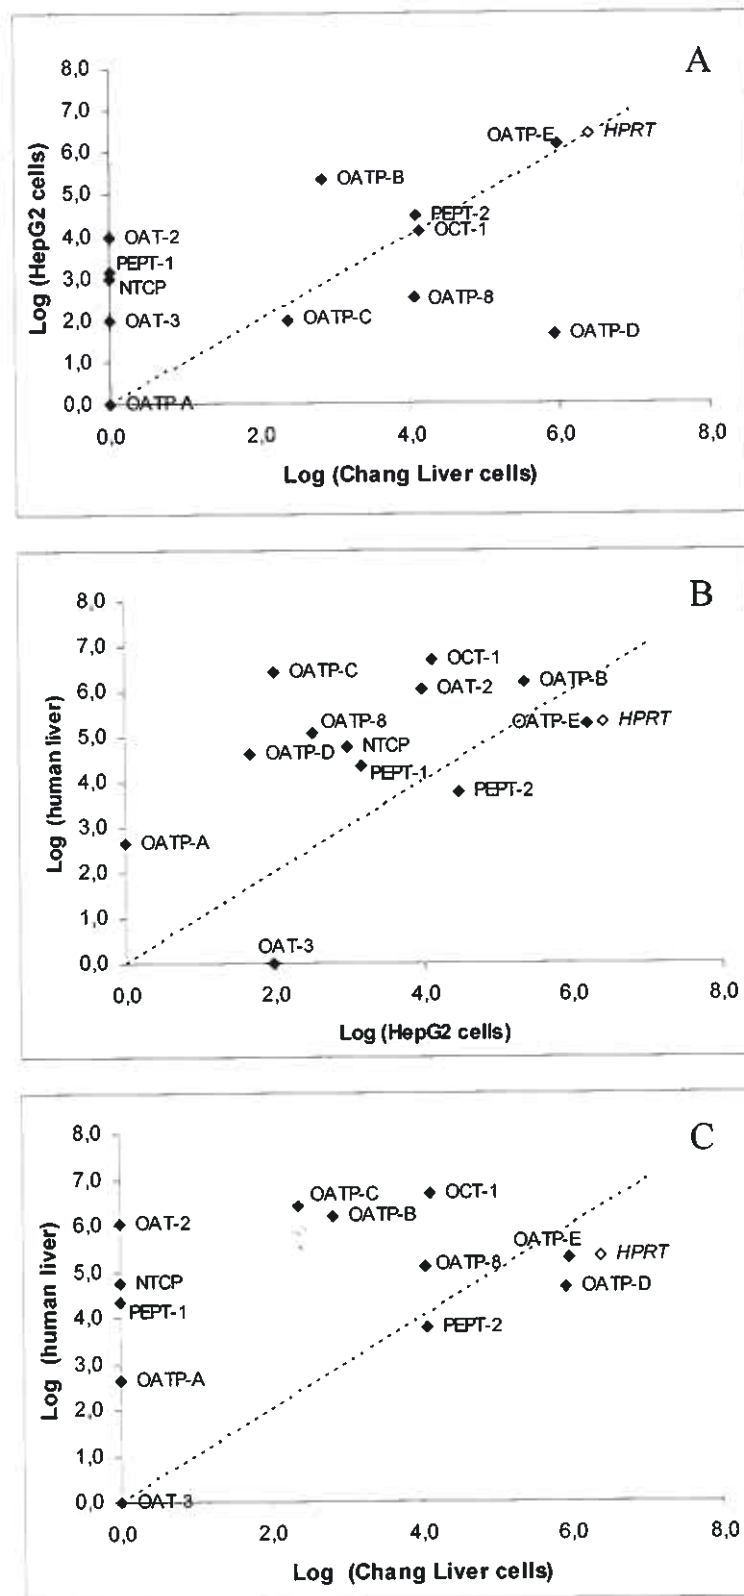 A
8,0
7,0
OATP-E HPRT
6,0
OATP-B
5,0
PEPT-2
4,0 OAT-2 OCT-1
PEPT-1
3,0
NTCP OATP-8
2,0 OAT-3 OATP-C OATP-D
1,0
0,0 OATP-A
0,0 2,0 4,0 6,0 8,0
Log (HepG2 cells)
Log (Chang Liver cells)
B
8,0
7,0
OATP-C OCT-1
6,0 OAT-2 OATP-B
OATP-8 OATP-E HPRT
5,0
OATP-D NTCP
PEPT-1
4,0 PEPT-2
3,0
OATP-A
2,0
1,0
OAT-3
0,0
0,0 2,0 4,0 6,0 8,0
Log (human liver)
Log (HepG2 cells)
C
8,0
7,0
OATP-C OCT-1
OATP-B
6,0 OAT-2
OATP-E HPRT
OATP-8
5,0
NTCP OATP-D
PEPT-1
4,0 PEPT-2
3,0
OATP-A
2,0
1,0
0,0 OAT-3
0,0 2,0 4,0 6,0 8,0
Log (human liver)
Log (Chang Liver cells)